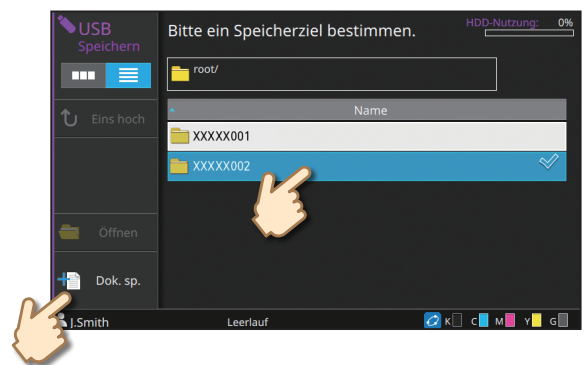 USB
Speichern
Bitte ein Speicherziel bestimmen.
HDD-Nutzung: 0%
root/
Eins hoch
Name
XXXXX001
XXXXX002
Öffnen
Dok. sp.
J.Smith
Leerlauf
K C M Y G